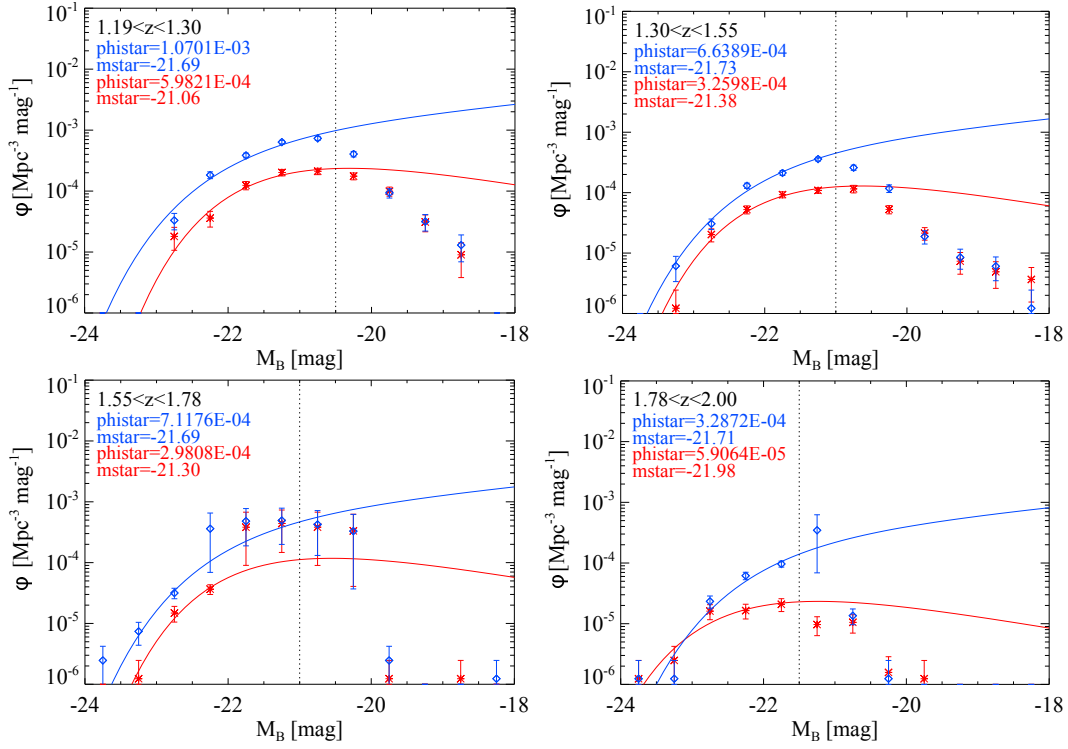 1.19<z<1.30
phistar=1.0701E-03
mstar=-21.69
phistar=5.9821E-04
mstar=-21.06
φ [Mpc⁻³ mag⁻¹]
10⁻¹
10⁻²
10⁻³
10⁻⁴
10⁻⁵
10⁻⁶
-24 -22 -20 -18
M_B [mag]
1.30<z<1.55
phistar=6.6389E-04
mstar=-21.73
phistar=3.2598E-04
mstar=-21.38
φ [Mpc⁻³ mag⁻¹]
10⁻¹
10⁻²
10⁻³
10⁻⁴
10⁻⁵
10⁻⁶
-24 -22 -20 -18
M_B [mag]
1.55<z<1.78
phistar=7.1176E-04
mstar=-21.69
phistar=2.9808E-04
mstar=-21.30
φ [Mpc⁻³ mag⁻¹]
10⁻¹
10⁻²
10⁻³
10⁻⁴
10⁻⁵
10⁻⁶
-24 -22 -20 -18
M_B [mag]
1.78<z<2.00
phistar=3.2872E-04
mstar=-21.71
phistar=5.9064E-05
mstar=-21.98
φ [Mpc⁻³ mag⁻¹]
10⁻¹
10⁻²
10⁻³
10⁻⁴
10⁻⁵
10⁻⁶
-24 -22 -20 -18
M_B [mag]